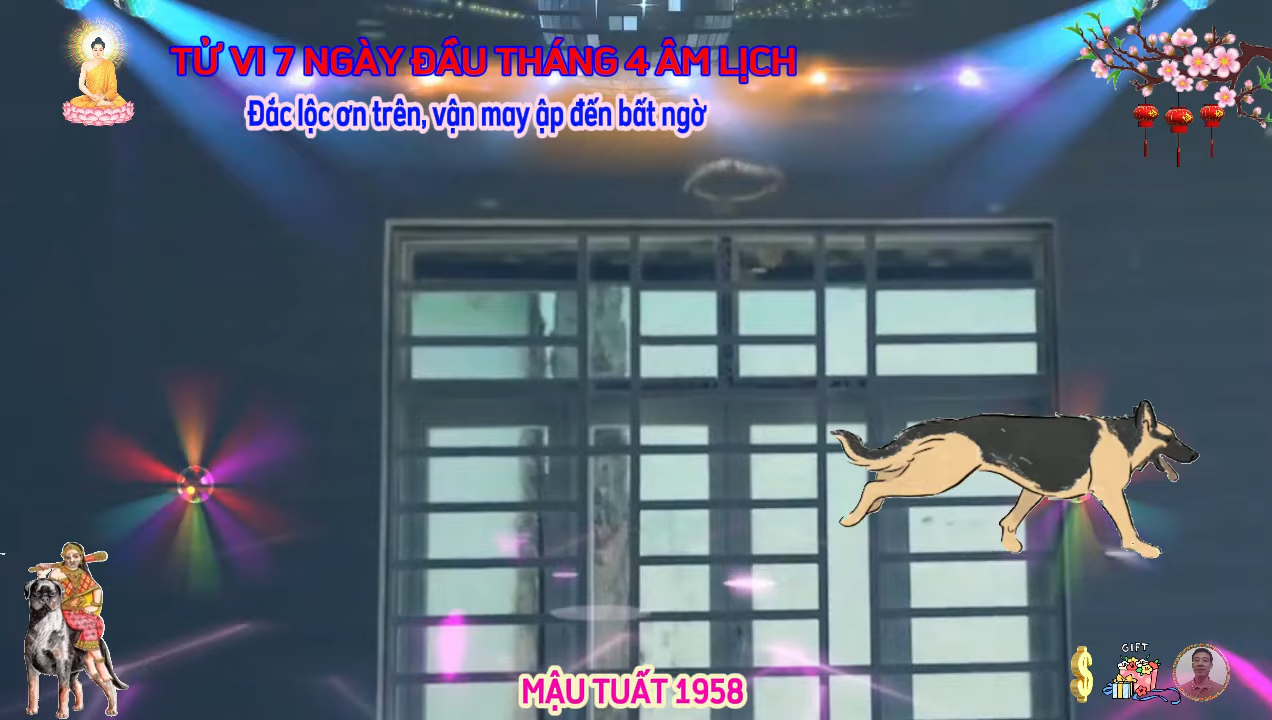 TỬ VI 7 NGÀY ĐẦU THÁNG 4 ÂM LỊCH
Đắc lộc ơn trên, vận may ập đến bất ngờ
GIFT
MẬU TUẤT 1958